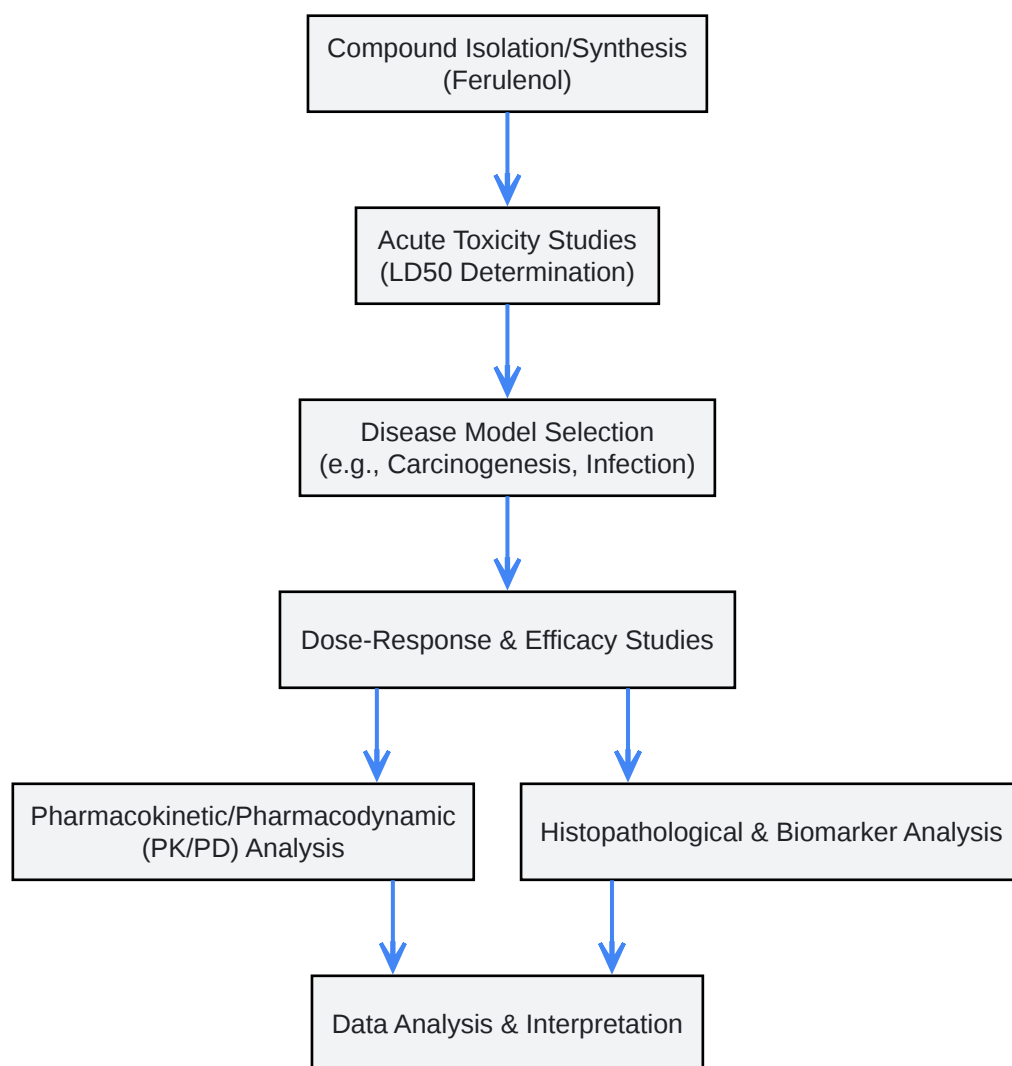 Compound Isolation/Synthesis
(Ferulenol)
Acute Toxicity Studies
(LD50 Determination)
Disease Model Selection
(e.g., Carcinogenesis, Infection)
Dose-Response & Efficacy Studies
Pharmacokinetic/Pharmacodynamic
(PK/PD) Analysis
Histopathological & Biomarker Analysis
Data Analysis & Interpretation